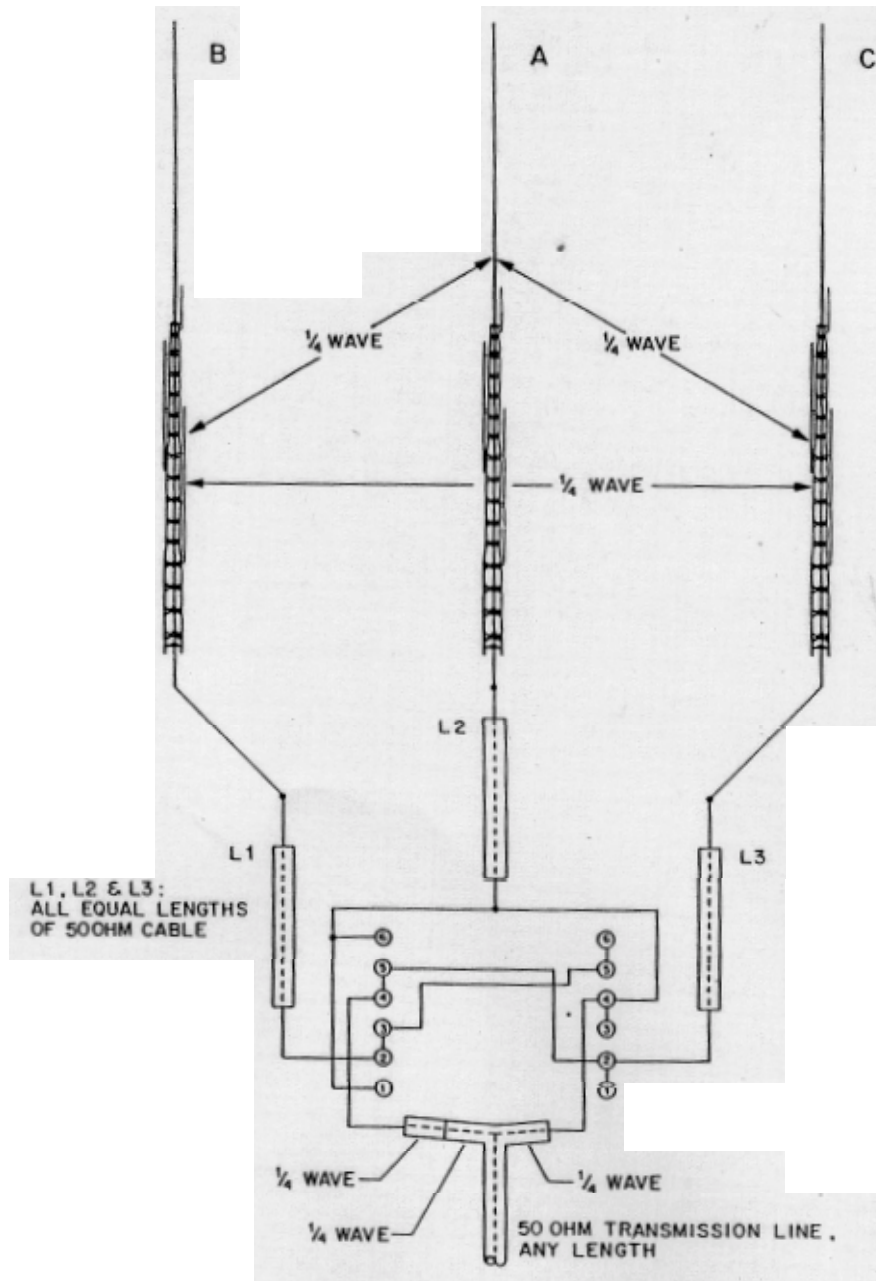 B
A
C
¼ WAVE
¼ WAVE
¼ WAVE
L2
L1
L3
L1, L2 & L3:
ALL EQUAL LENGTHS
OF 50OHM CABLE
6
5
4
3
2
1
6
5
4
3
2
1
¼ WAVE
¼ WAVE
¼ WAVE
50 OHM TRANSMISSION LINE,
ANY LENGTH